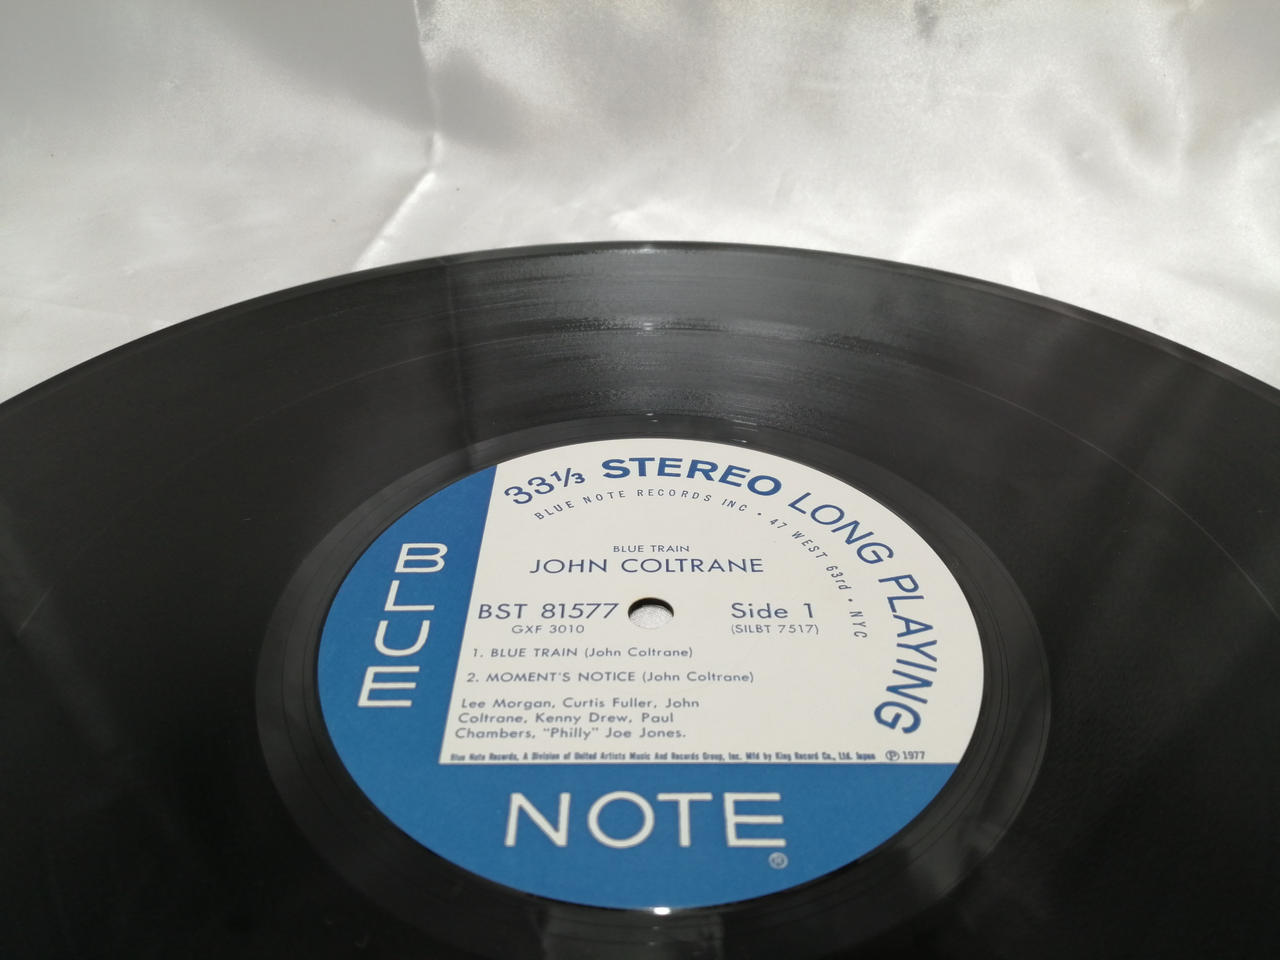 33⅓ STEREO LONG PLAYING
BLUE NOTE RECORDS INC • 47 WEST 63rd • NYC
BLUE TRAIN
JOHN COLTRANE
BST 81577
Side 1
GXF 3010
(SILBT 7517)
1. BLUE TRAIN (John Coltrane)
2. MOMENT'S NOTICE (John Coltrane)
Lee Morgan, Curtis Fuller, John
Coltrane, Kenny Drew, Paul
Chambers, "Philly" Joe Jones.
Blue Note Records, A Division of United Artists Music And Records Group, Inc. Mfd by King Record Co., Ltd. Japan ℗ 1977
BLUE
NOTE®